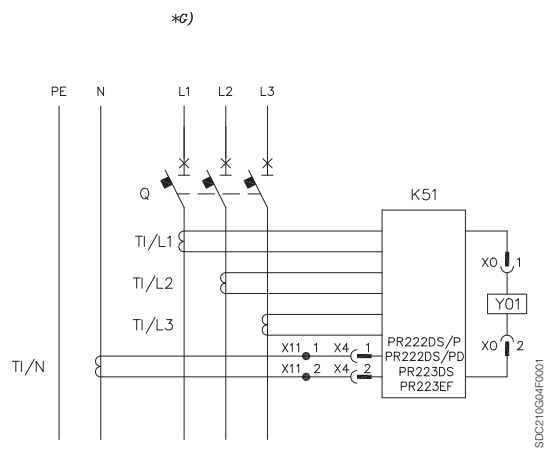 *G)
PE N L1 L2 L3
Q
K51
TI/L1
X0 1
TI/L2
Y01
TI/L3
X0 2
PR222DS/P
X11 1 X4 1
PR222DS/PD
TI/N
X11 2 X4 2
PR223DS
PR223EF
SDC210G04F0001